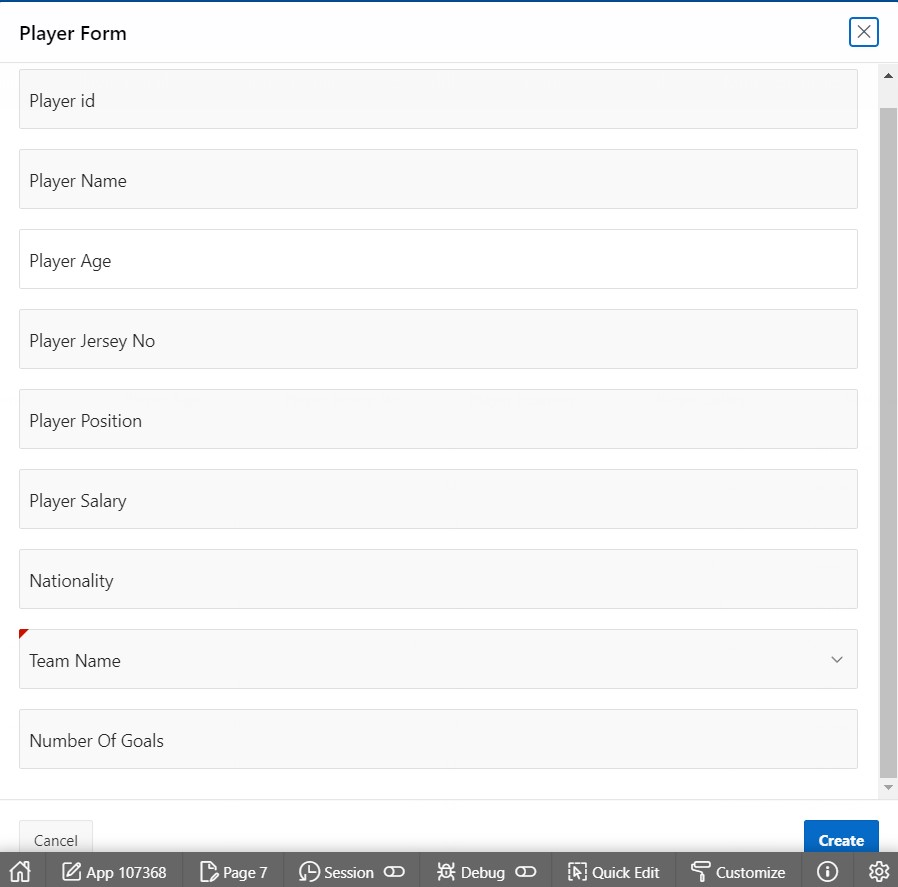 Player Form
Player id
Player Name
Player Age
Player Jersey No
Player Position
Player Salary
Nationality
Team Name
Number Of Goals
Cancel
Create
App 107368
Page 7
Session
Debug
Quick Edit
Customize